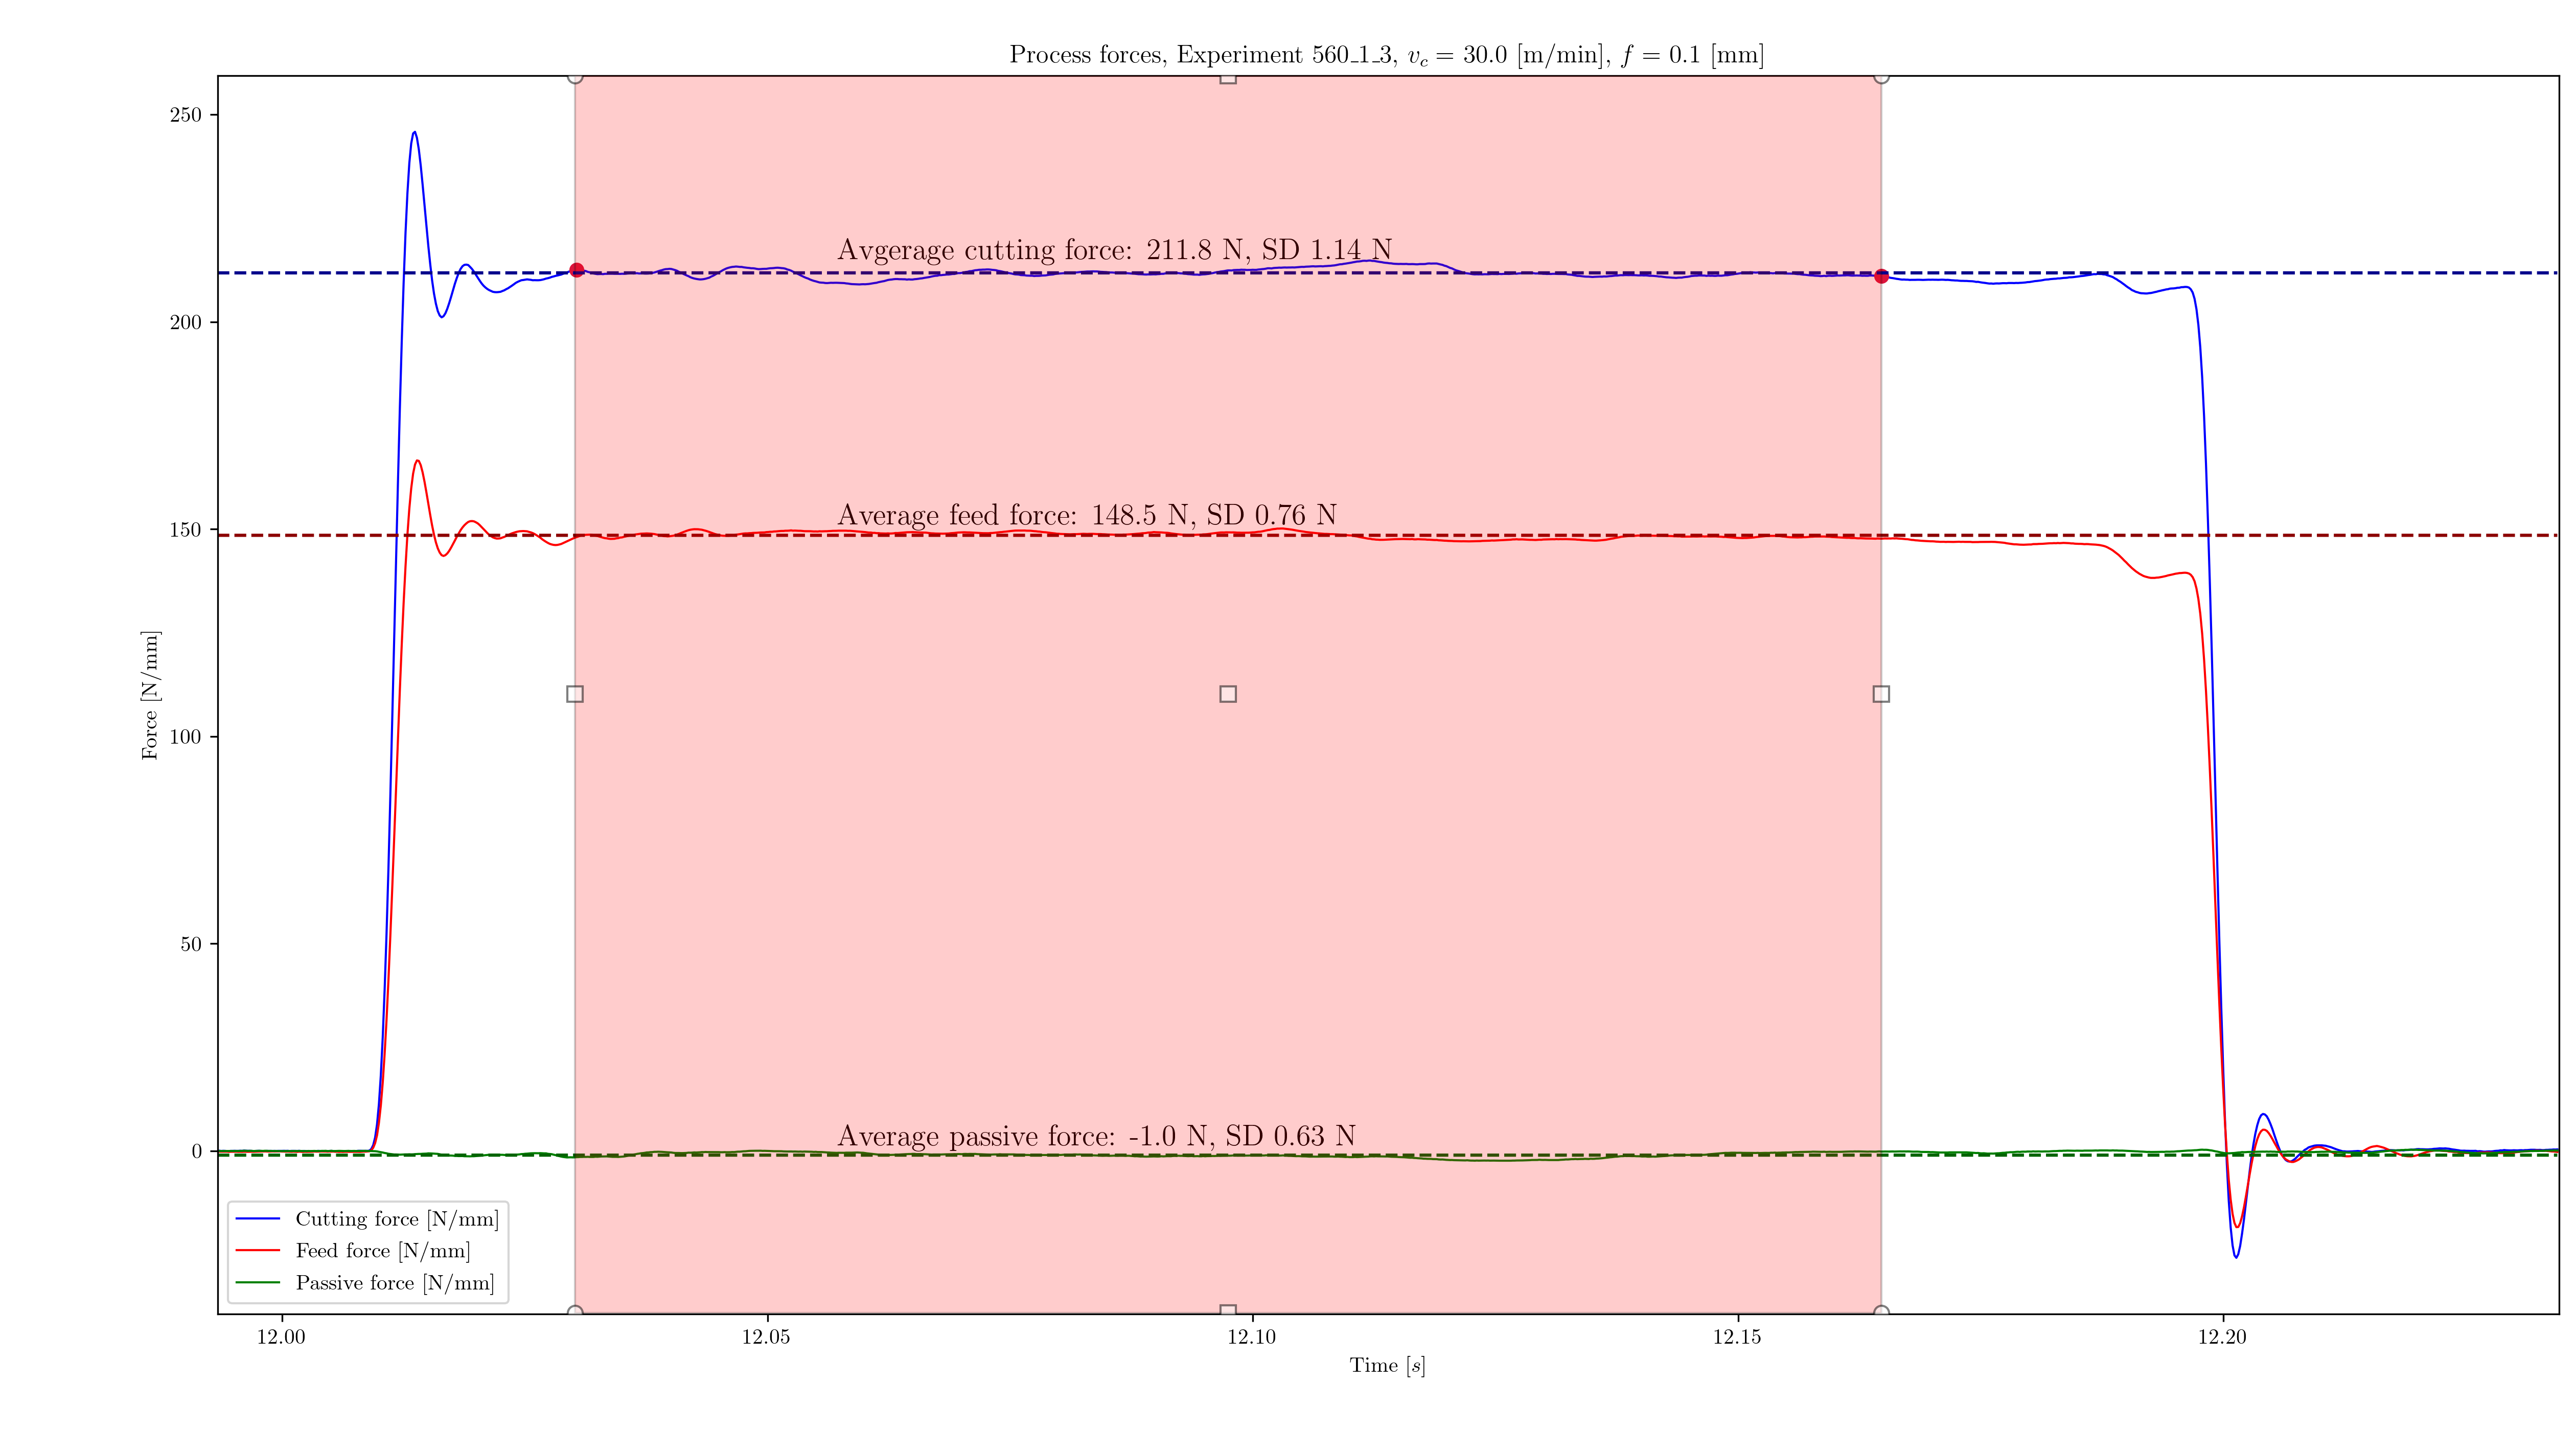 Process forces, Experiment 560_1_3, v_c = 30.0 [m/min], f = 0.1 [mm]
250
200
150
100
50
0
Force [N/mm]
Avgerage cutting force: 211.8 N, SD 1.14 N
Average feed force: 148.5 N, SD 0.76 N
Average passive force: -1.0 N, SD 0.63 N
Cutting force [N/mm]
Feed force [N/mm]
Passive force [N/mm]
12.00 12.05 12.10 12.15 12.20
Time [s]